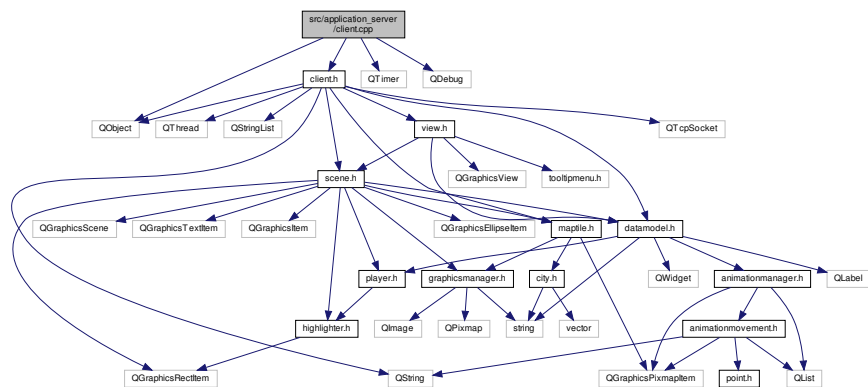 src/application_server
/client.cpp
client.h
QTimer
QDebug
QObject
QThread
QStringList
view.h
QTcpSocket
scene.h
QGraphicsView
tooltipmenu.h
QGraphicsScene
QGraphicsTextItem
QGraphicsItem
QGraphicsEllipseItem
maptile.h
datamodel.h
player.h
graphicsmanager.h
city.h
QWidget
animationmanager.h
QLabel
highlighter.h
QImage
QPixmap
string
vector
animationmovement.h
QGraphicsRectItem
QString
QGraphicsPixmapItem
point.h
QList